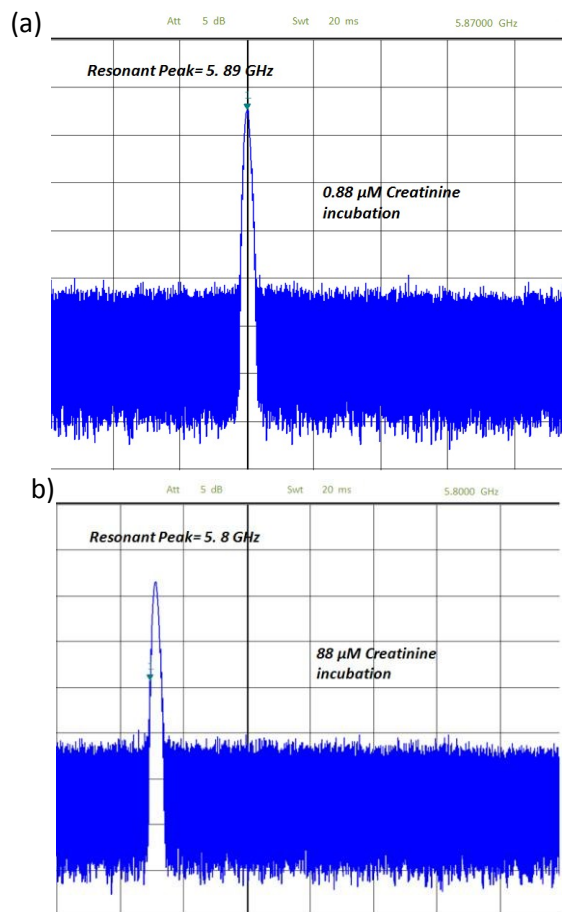 (a)
Att 5 dB Swt 20 ms 5.87000 GHz
Resonant Peak= 5. 89 GHz
0.88 µM Creatinine
incubation
b)
Att 5 dB Swt 20 ms 5.8000 GHz
Resonant Peak= 5. 8 GHz
88 µM Creatinine
incubation